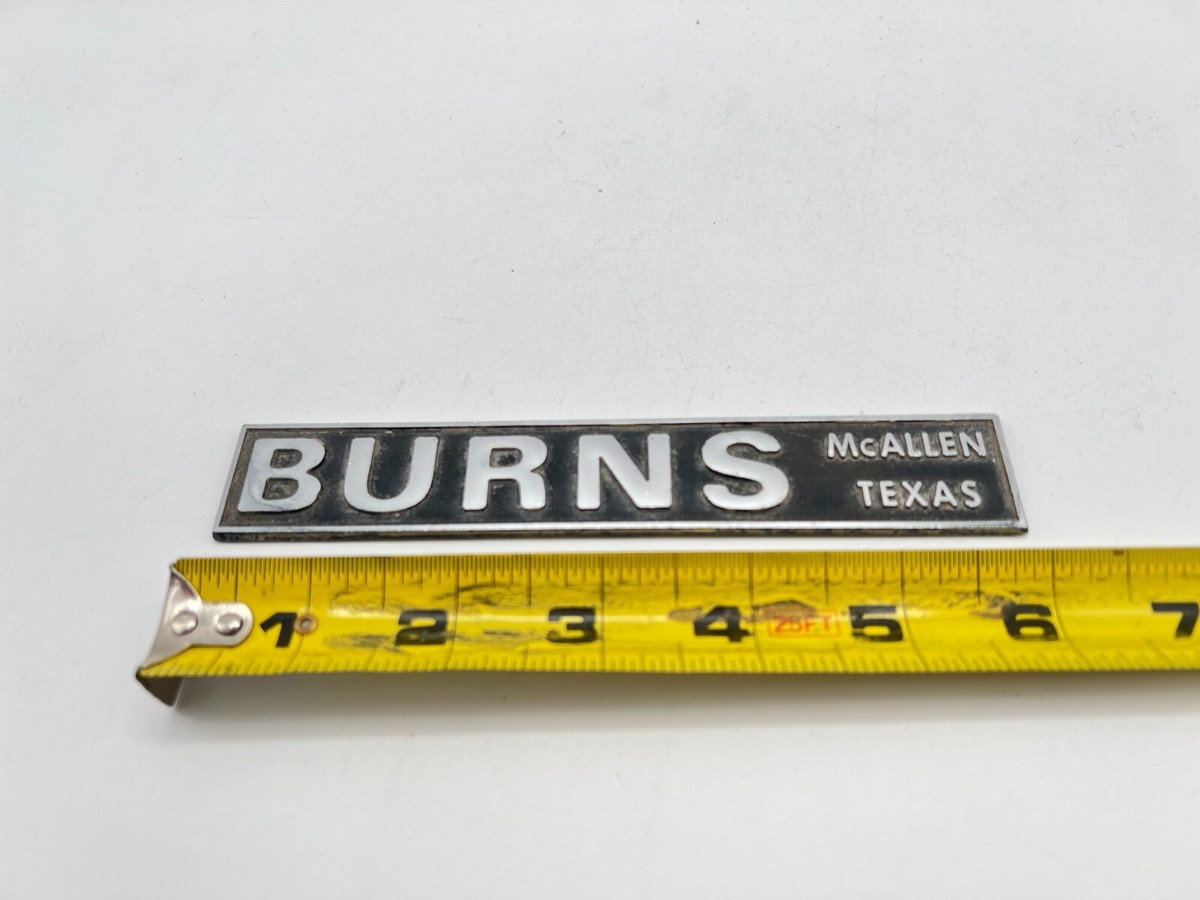 BURNS
McALLEN
TEXAS
1 2 3 4 25FT 5 6 7